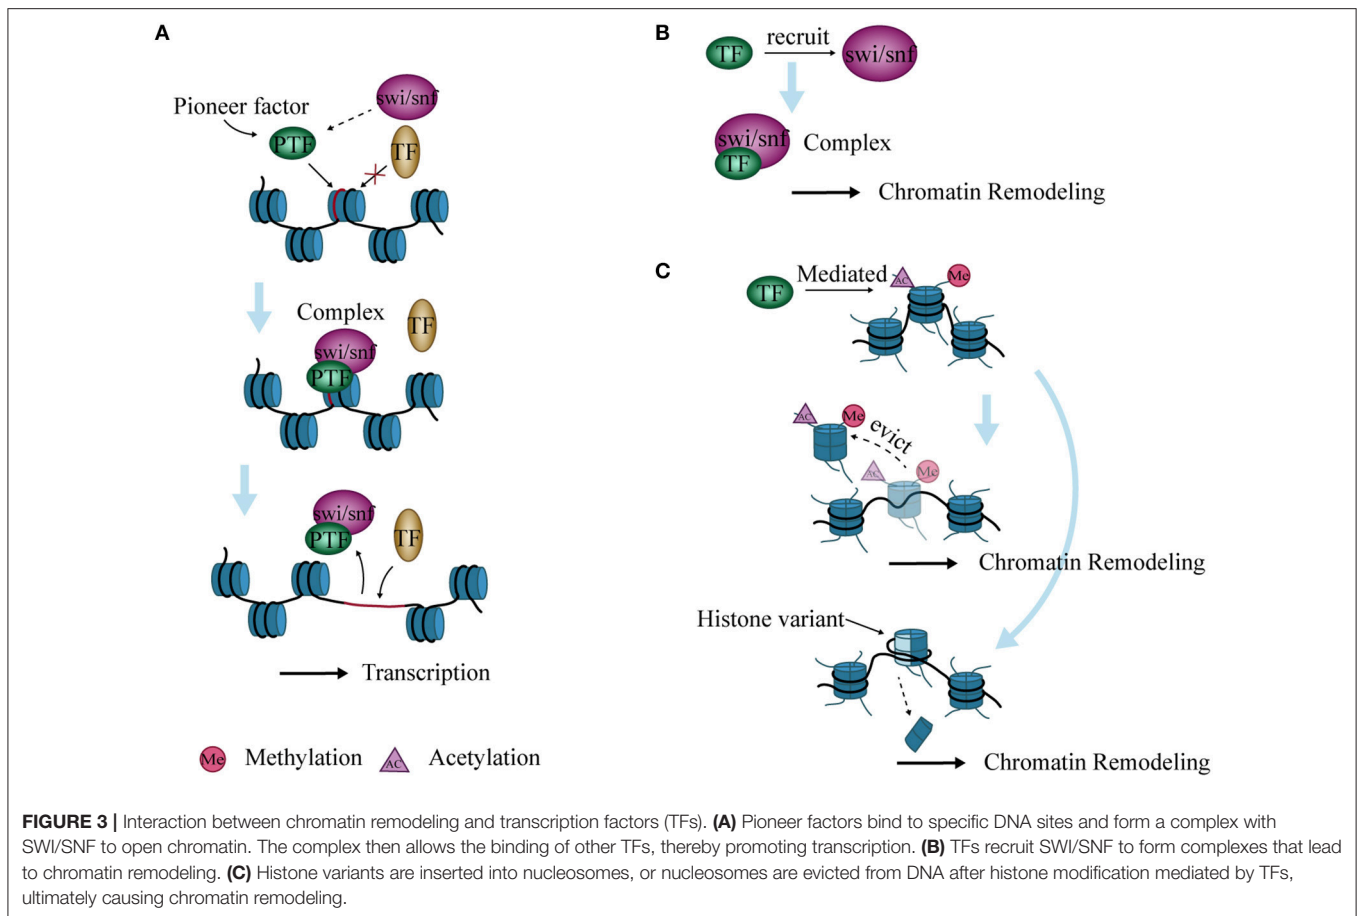 A
swi/snf
Pioneer factor
PTF
TF
Complex
TF
swi/snf
PTF
swi/snf
PTF
TF
Transcription
Me Methylation AC Acetylation
B
TF recruit swi/snf
swi/snf
TF
Complex
Chromatin Remodeling
C
TF Mediated AC Me
AC Me evict
AC Me
Chromatin Remodeling
Histone variant
Chromatin Remodeling
FIGURE 3 | Interaction between chromatin remodeling and transcription factors (TFs). (A) Pioneer factors bind to specific DNA sites and form a complex with
SWI/SNF to open chromatin. The complex then allows the binding of other TFs, thereby promoting transcription. (B) TFs recruit SWI/SNF to form complexes that lead
to chromatin remodeling. (C) Histone variants are inserted into nucleosomes, or nucleosomes are evicted from DNA after histone modification mediated by TFs,
ultimately causing chromatin remodeling.